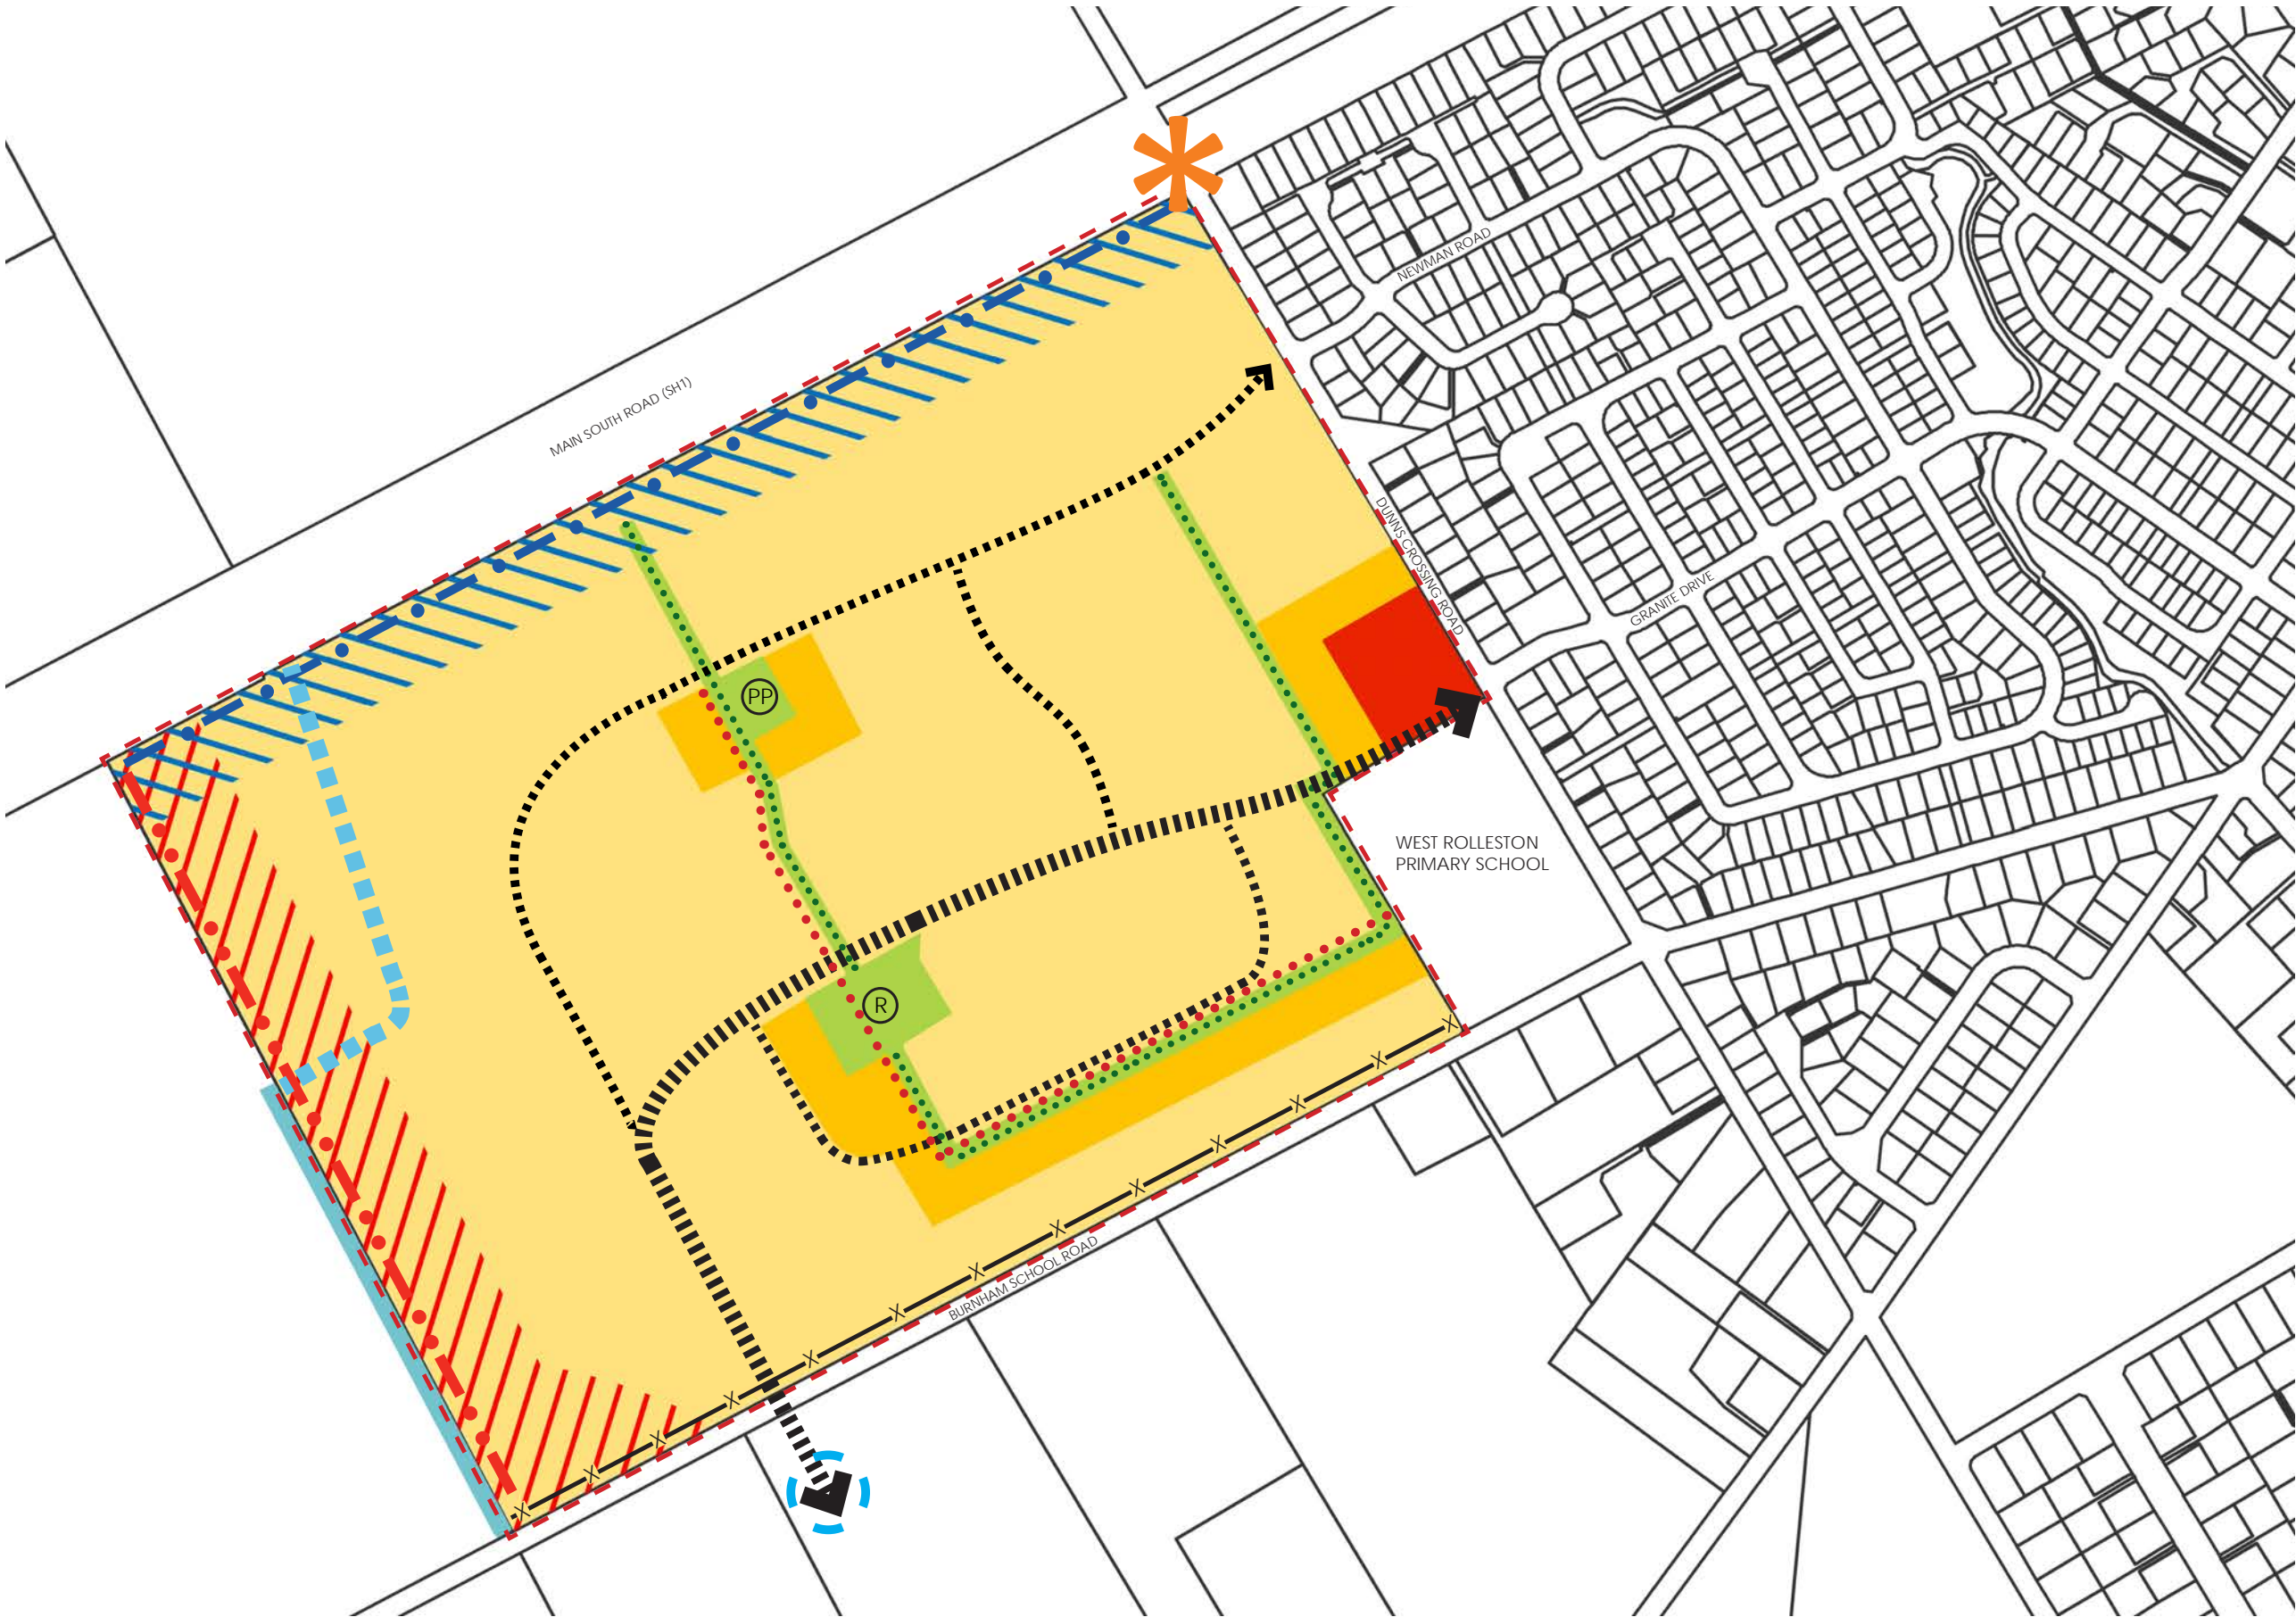 NEWMAN ROAD
MAIN SOUTH ROAD (SH1)
DUNNS CROSSING ROAD
GRANITE DRIVE
PP
WEST ROLLESTON
PRIMARY SCHOOL
R
BURNHAM SCHOOL ROAD